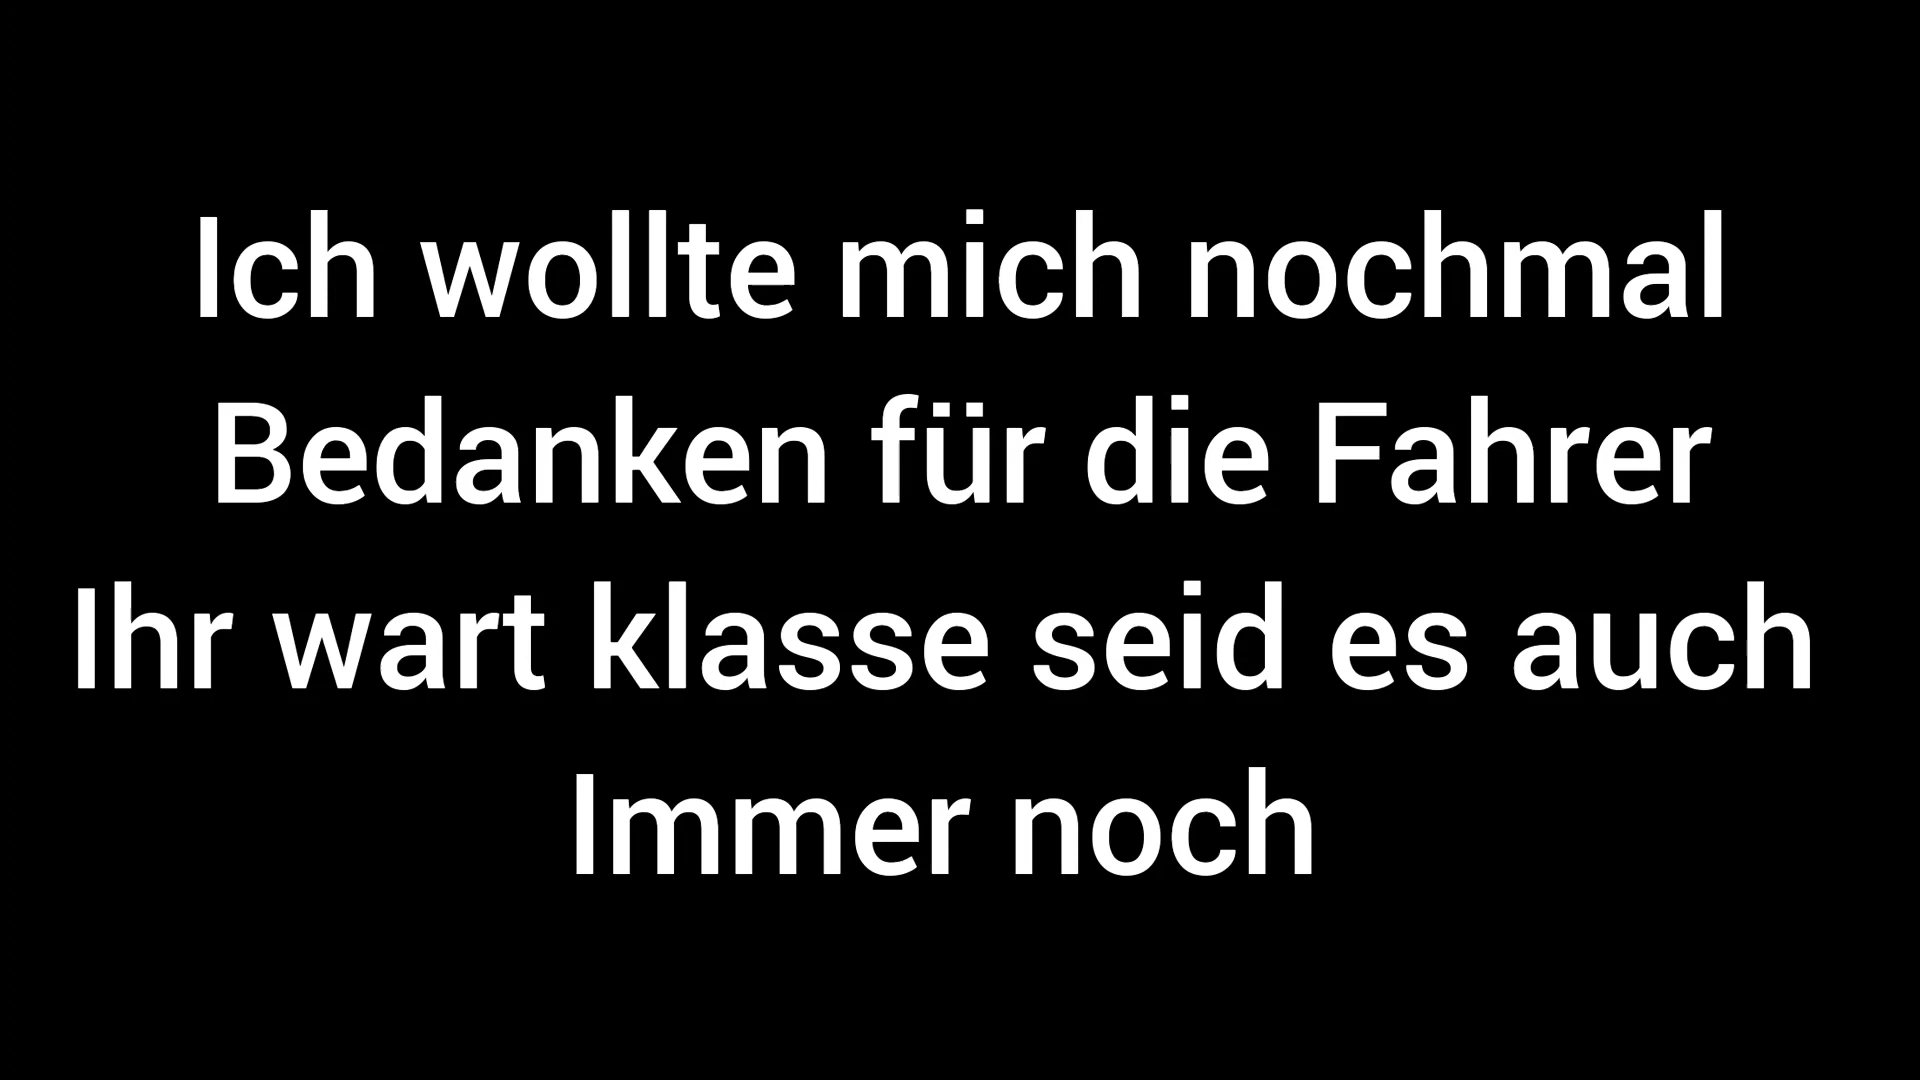 Ich wollte mich nochmal
Bedanken für die Fahrer
Ihr wart klasse seid es auch
Immer noch